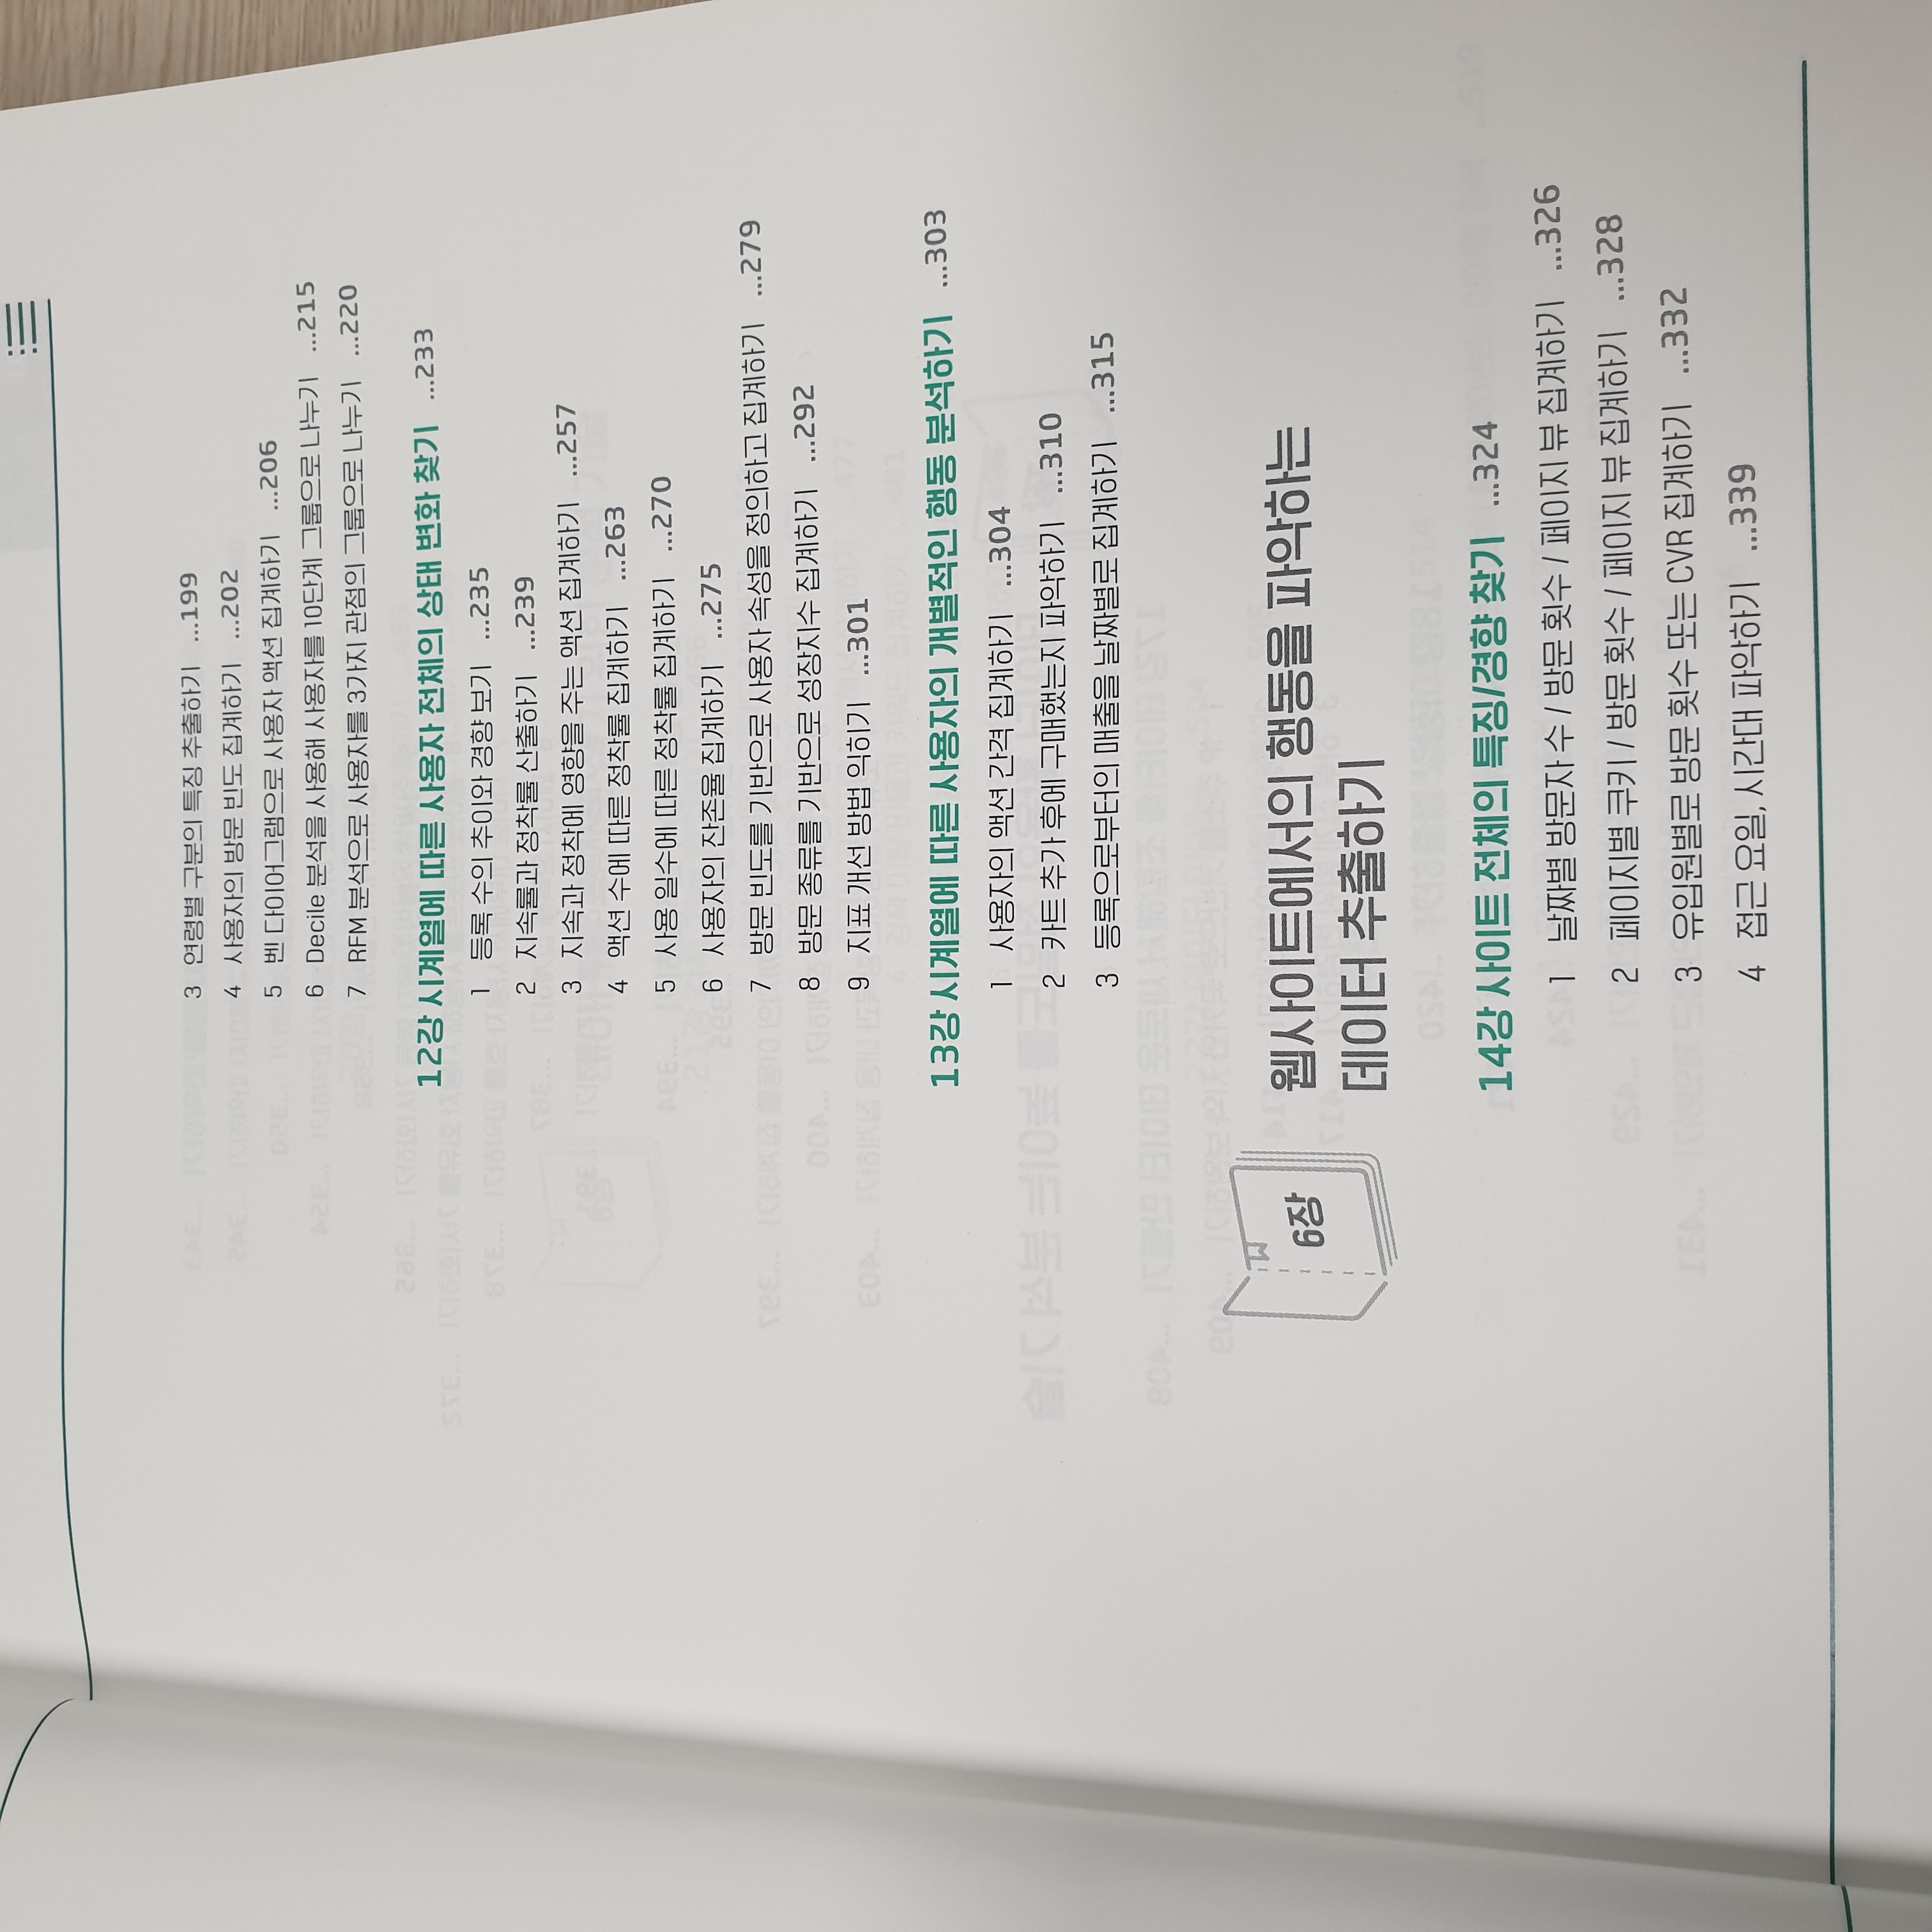 3 연령별 구분의 특징 추출하기 ...199
4 사용자의 방문 빈도 집계하기 ...202
5 벤 다이어그램으로 사용자 액션 집계하기 ...206
6 Decile 분석을 사용해 사용자를 10단계 그룹으로 나누기 ...215
7 RFM 분석으로 사용자를 3가지 관점의 그룹으로 나누기 ...220
12강 시계열에 따른 사용자 전체의 상태 변화 찾기 ...233
1 등록 수의 추이와 경향 보기 ...235
2 지속률과 정착률 산출하기 ...239
3 지속과 정착에 영향을 주는 액션 집계하기 ...257
4 액션 수에 따른 정착률 집계하기 ...263
5 사용 일수에 따른 정착률 집계하기 ...270
6 사용자의 잔존율 집계하기 ...275
7 방문 빈도를 기반으로 사용자 속성을 정의하고 집계하기 ...279
8 방문 종류를 기반으로 성장지수 집계하기 ...292
9 지표 개선 방법 익히기 ...301
13강 시계열에 따른 사용자의 개별적인 행동 분석하기 ...303
1 사용자의 액션 간격 집계하기 ...304
2 카트 추가 후에 구매했는지 파악하기 ...310
3 등록으로부터의 매출을 날짜별로 집계하기 ...315
6장
웹사이트에서의 행동을 파악하는
데이터 추출하기
14강 사이트 전체의 특징/경향 찾기 ...324
1 날짜별 방문자 수 / 방문 횟수 / 페이지 뷰 집계하기 ...326
2 페이지별 쿠키 / 방문 횟수 / 페이지 뷰 집계하기 ...328
3 유입원별로 방문 횟수 또는 CVR 집계하기 ...332
4 접근 요일, 시간대 파악하기 ...339